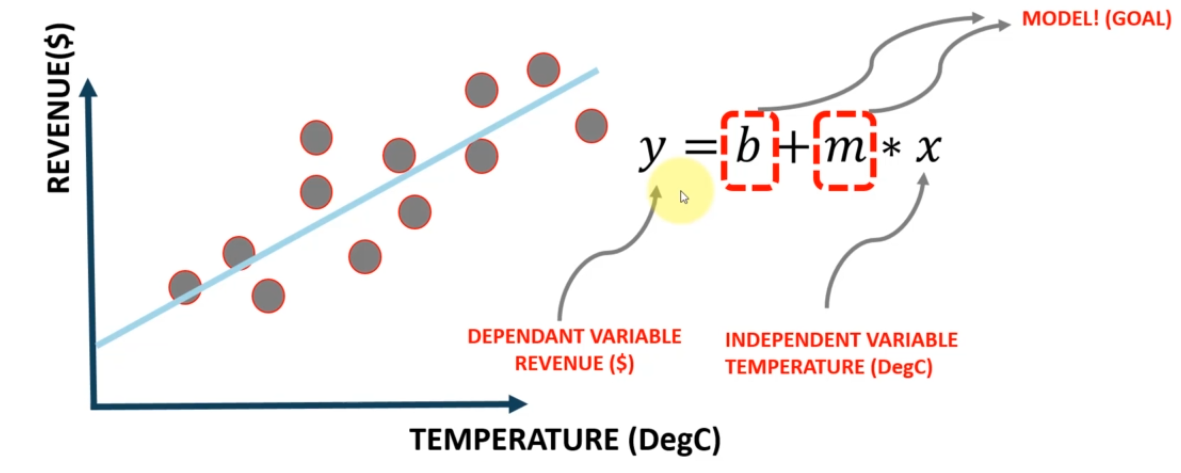 MODEL! (GOAL)
REVENUE($)
y = b + m * x
DEPENDANT VARIABLE
REVENUE ($)
INDEPENDENT VARIABLE
TEMPERATURE (DegC)
TEMPERATURE (DegC)